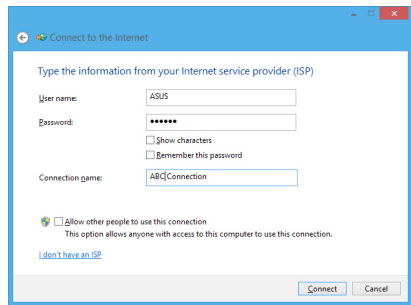 Connect to the Internet
Type the information from your Internet service provider (ISP)
User name: ASUS
Password: ••••••
Show characters
Remember this password
Connection name: ABC Connection
Allow other people to use this connection
This option allows anyone with access to this computer to use this connection.
I don't have an ISP
Connect Cancel